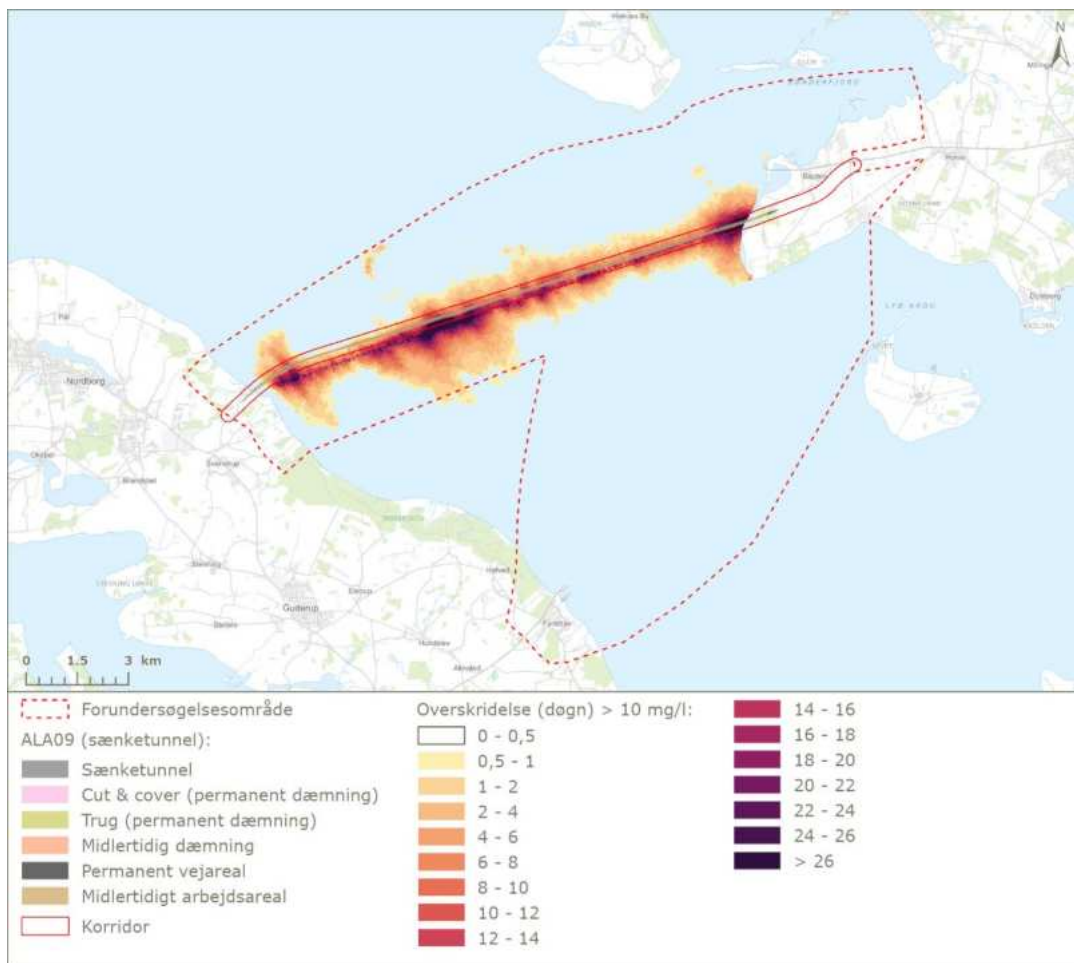 N
Nordborg
Svenstrup
Guderup
Hundslev
Elstrup
0 1.5 3 km
Forundersøgelsesområde
ALA09 (sænketunnel):
Sænketunnel
Cut & cover (permanent dæmning)
Trug (permanent dæmning)
Midlertidig dæmning
Permanent vejareal
Midlertidigt arbejdsareal
Korridor
Overskridelse (døgn) > 10 mg/l:
0 - 0,5
0,5 - 1
1 - 2
2 - 4
4 - 6
6 - 8
8 - 10
10 - 12
12 - 14
14 - 16
16 - 18
18 - 20
20 - 22
22 - 24
24 - 26
> 26